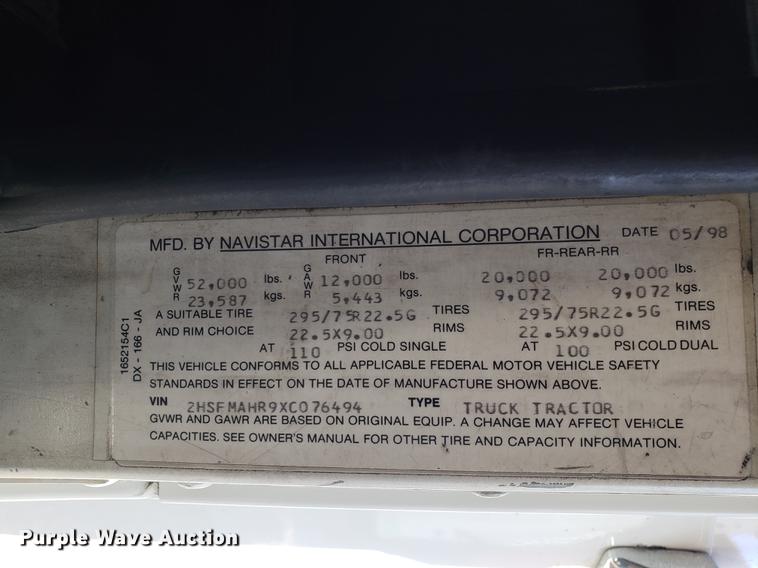 MFD. BY NAVISTAR INTERNATIONAL CORPORATION DATE 05/98
FRONT FR-REAR-RR
GVWR 52,000 lbs. GAWR 12,000 lbs. 20,000 20,000 lbs.
23,587 kgs. 5,443 kgs. 9,072 9,072 kgs.
A SUITABLE TIRE 295/75R22.5G TIRES 295/75R22.5G TIRES
AND RIM CHOICE 22.5X9.00 RIMS 22.5X9.00 RIMS
AT 110 PSI COLD SINGLE AT 100 PSI COLD DUAL
THIS VEHICLE CONFORMS TO ALL APPLICABLE FEDERAL MOTOR VEHICLE SAFETY
STANDARDS IN EFFECT ON THE DATE OF MANUFACTURE SHOWN ABOVE.
VIN 2HSFMAHR9XC076494 TYPE TRUCK TRACTOR
GVWR AND GAWR ARE BASED ON ORIGINAL EQUIP. A CHANGE MAY AFFECT VEHICLE
CAPACITIES. SEE OWNER'S MANUAL FOR OTHER TIRE AND CAPACITY INFORMATION.
1652154C1
DX - 166 - JA
Purple Wave Auction